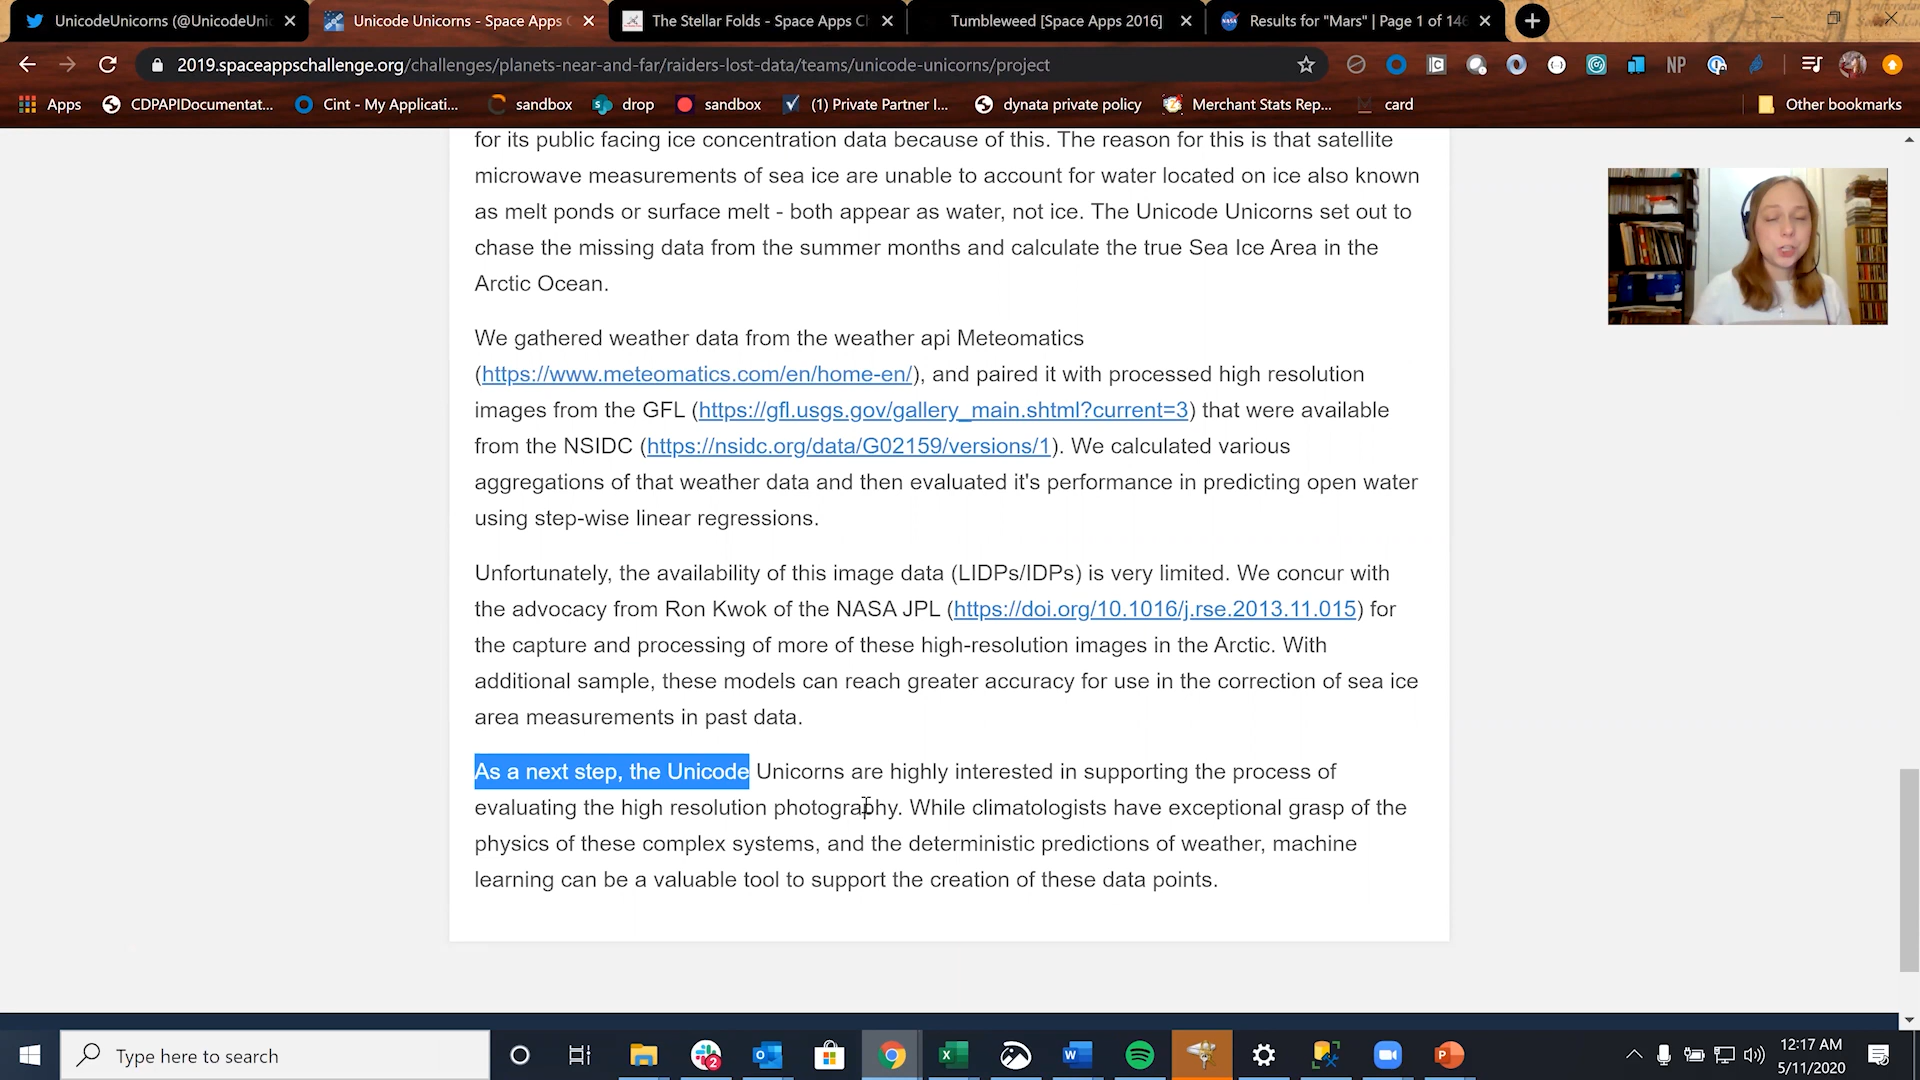 UnicodeUnicorns (@UnicodeUni
Unicode Unicorns - Space Apps C
The Stellar Folds - Space Apps Ch
Tumbleweed [Space Apps 2016]
Results for "Mars" | Page 1 of 146
2019.spaceappschallenge.org/challenges/planets-near-and-far/raiders-lost-data/teams/unicode-unicorns/project
NP
Apps
CDPAPIDocumentat...
Cint - My Applicati...
sandbox
drop
sandbox
(1) Private Partner I...
dynata private policy
Merchant Stats Rep...
card
Other bookmarks
for its public facing ice concentration data because of this. The reason for this is that satellite
microwave measurements of sea ice are unable to account for water located on ice also known
as melt ponds or surface melt - both appear as water, not ice. The Unicode Unicorns set out to
chase the missing data from the summer months and calculate the true Sea Ice Area in the
Arctic Ocean.
We gathered weather data from the weather api Meteomatics
(https://www.meteomatics.com/en/home-en/), and paired it with processed high resolution
images from the GFL (https://gfl.usgs.gov/gallery_main.shtml?current=3) that were available
from the NSIDC (https://nsidc.org/data/G02159/versions/1). We calculated various
aggregations of that weather data and then evaluated it's performance in predicting open water
using step-wise linear regressions.
Unfortunately, the availability of this image data (LIDPs/IDPs) is very limited. We concur with
the advocacy from Ron Kwok of the NASA JPL (https://doi.org/10.1016/j.rse.2013.11.015) for
the capture and processing of more of these high-resolution images in the Arctic. With
additional sample, these models can reach greater accuracy for use in the correction of sea ice
area measurements in past data.
As a next step, the Unicode Unicorns are highly interested in supporting the process of
evaluating the high resolution photography. While climatologists have exceptional grasp of the
physics of these complex systems, and the deterministic predictions of weather, machine
learning can be a valuable tool to support the creation of these data points.
Type here to search
2
12:17 AM
5/11/2020